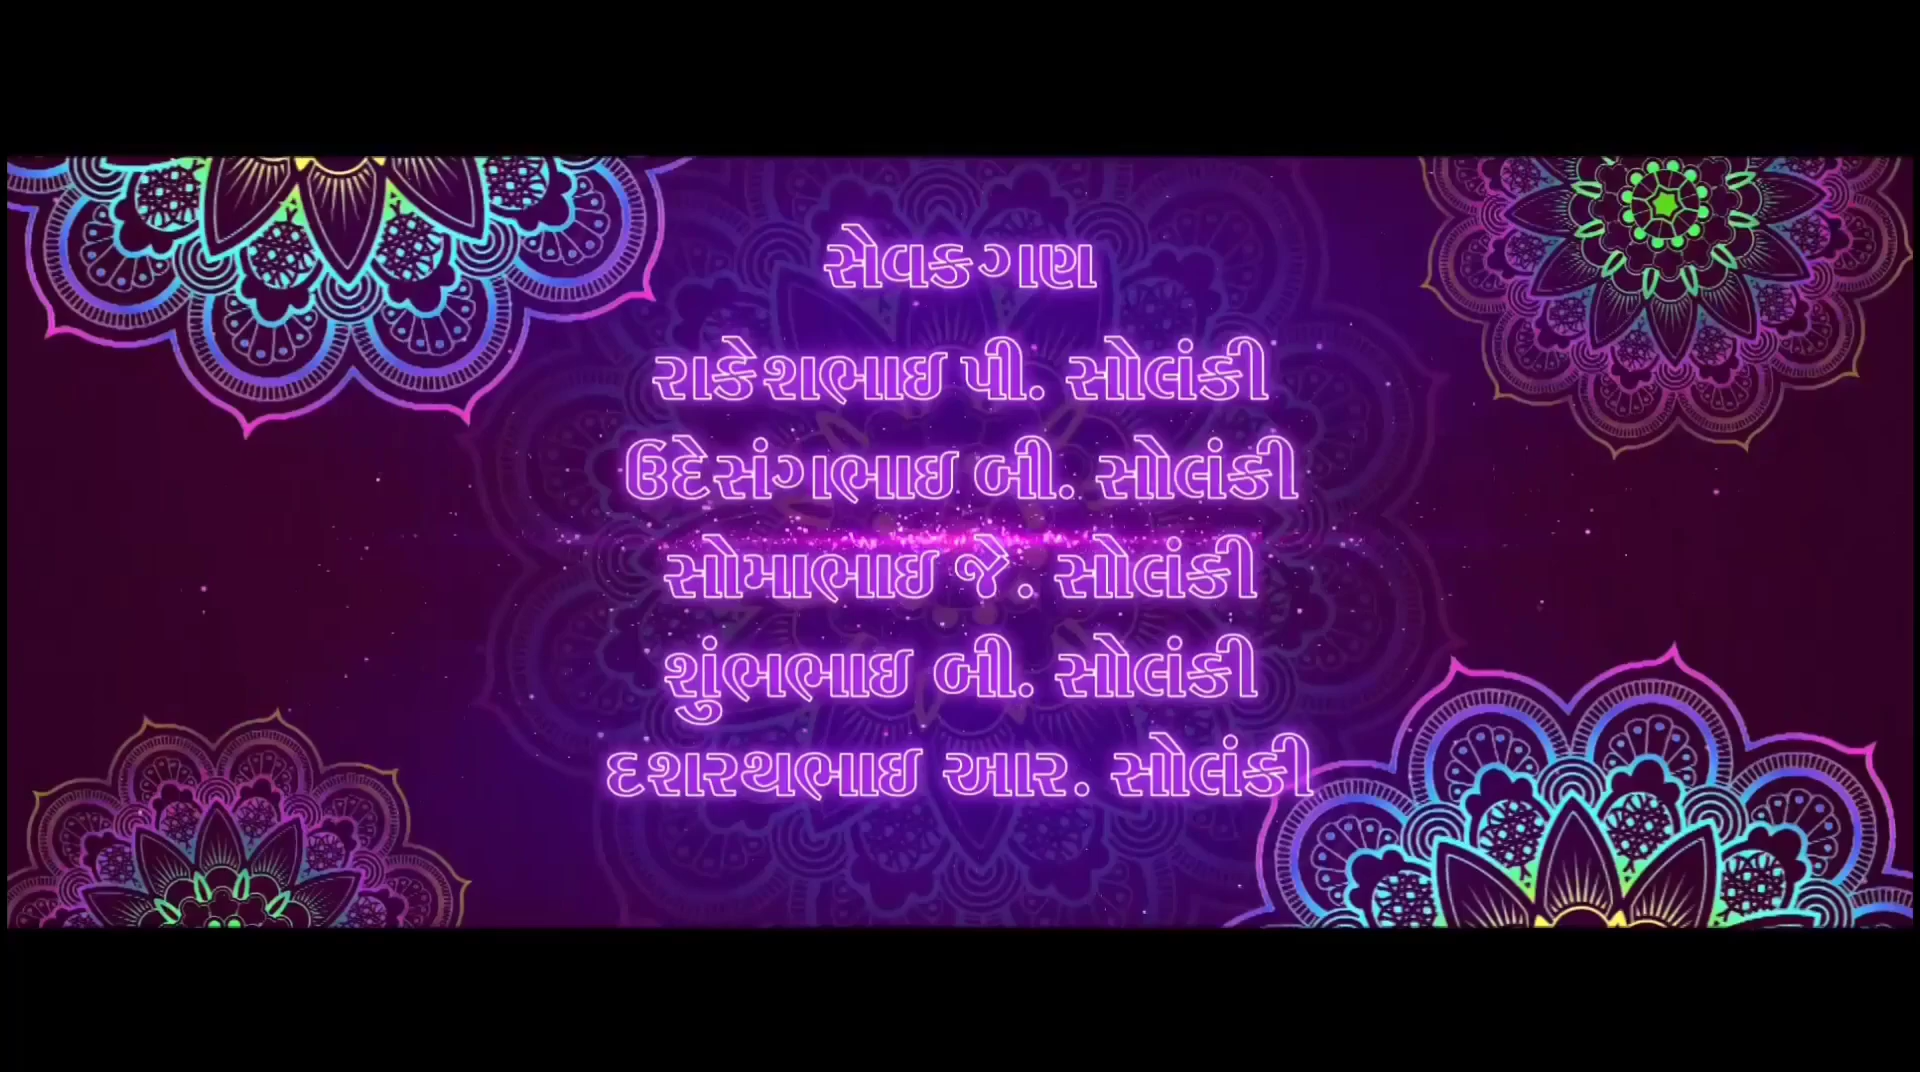 સેવકગણ
રાકેશભાઇ પી. સોલંકી
ઉદેસંગભાઇ બી. સોલંકી
સોમાભાઇ જે. સોલંકી
શુંભભાઇ બી. સોલંકી
દશરથભાઇ આર. સોલંકી